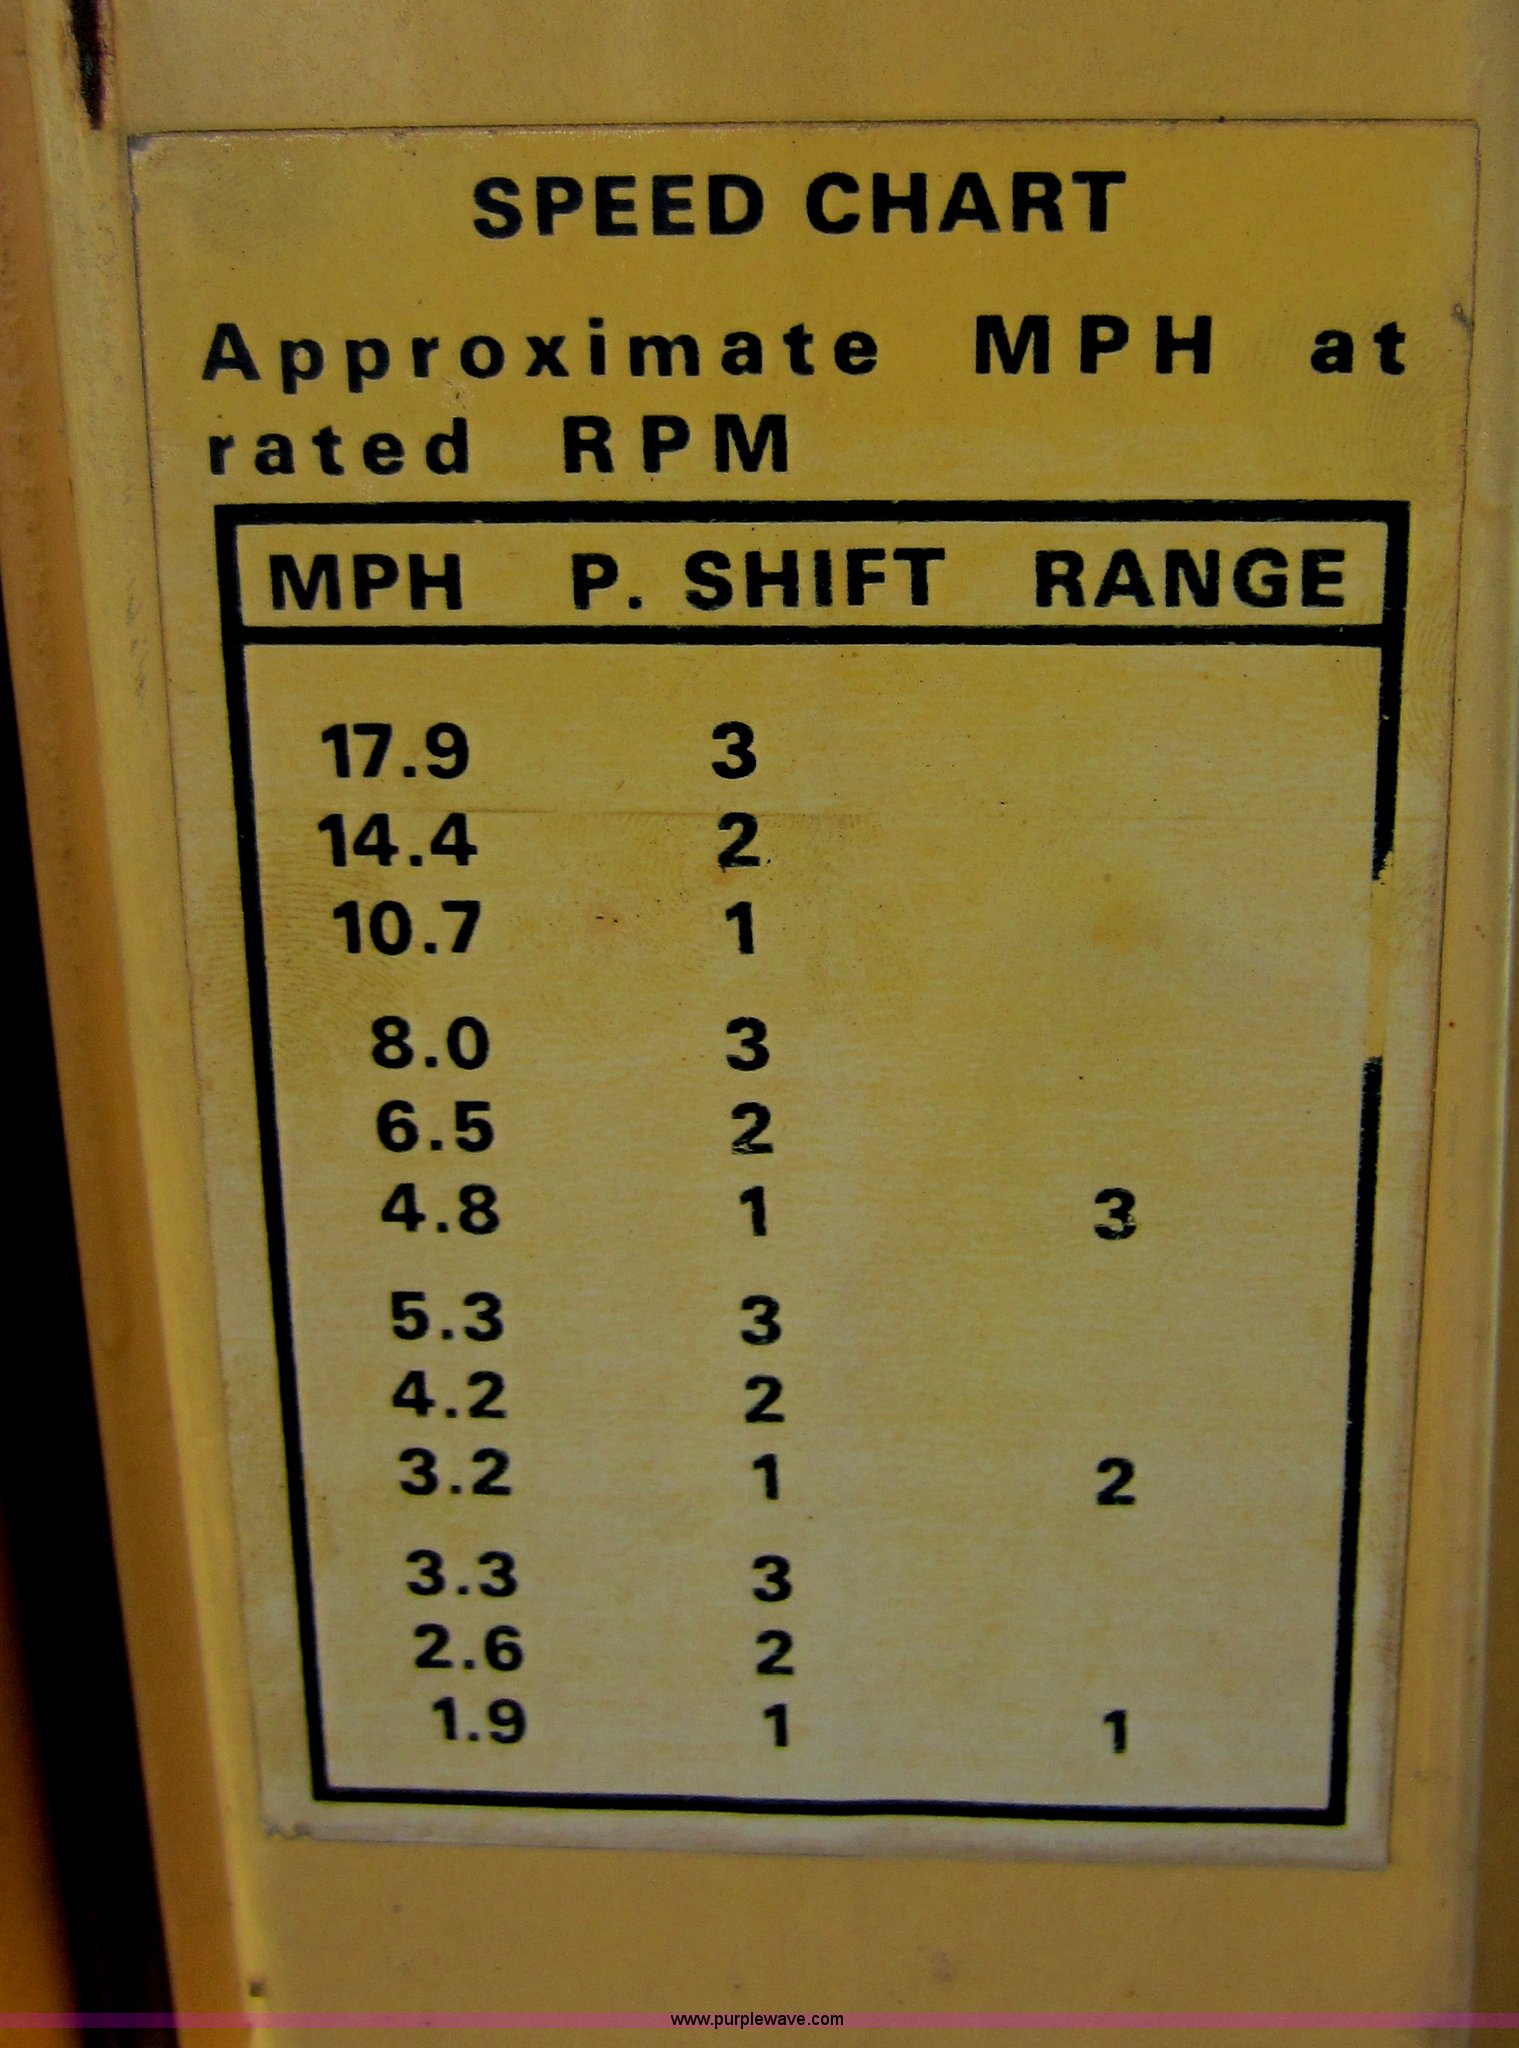 SPEED CHART
Approximate MPH at
rated RPM
MPH P. SHIFT RANGE
17.9 3
14.4 2
10.7 1
8.0 3
6.5 2
4.8 1 3
5.3 3
4.2 2
3.2 1 2
3.3 3
2.6 2
1.9 1 1
www.purplewave.com